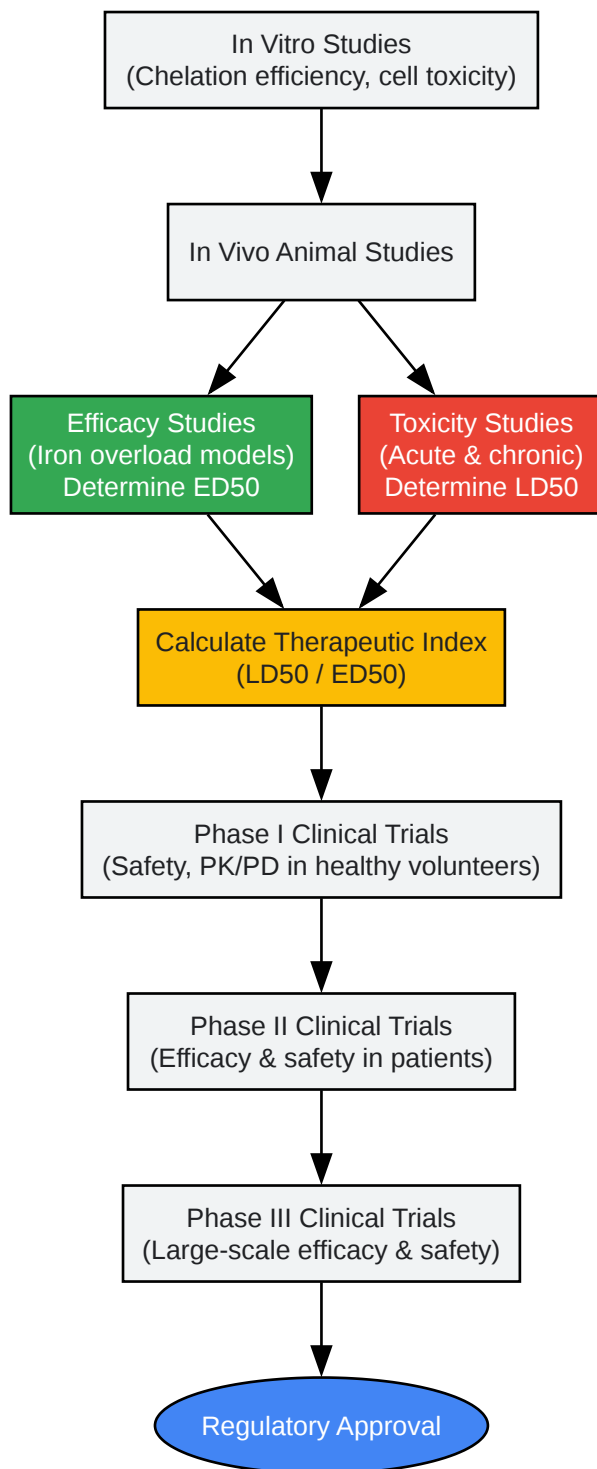 In Vitro Studies
(Chelation efficiency, cell toxicity)
In Vivo Animal Studies
Efficacy Studies
(Iron overload models)
Determine ED50
Toxicity Studies
(Acute & chronic)
Determine LD50
Calculate Therapeutic Index
(LD50 / ED50)
Phase I Clinical Trials
(Safety, PK/PD in healthy volunteers)
Phase II Clinical Trials
(Efficacy & safety in patients)
Phase III Clinical Trials
(Large-scale efficacy & safety)
Regulatory Approval